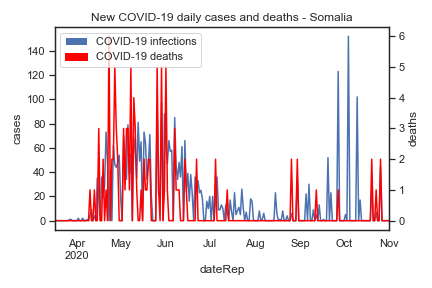 New COVID-19 daily cases and deaths - Somalia
COVID-19 infections
COVID-19 deaths
cases
140
120
100
80
60
40
20
0
deaths
6
5
4
3
2
1
0
Apr May Jun Jul Aug Sep Oct Nov
2020
dateRep